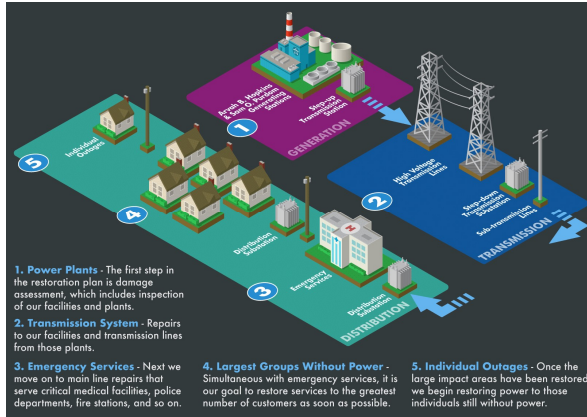 Arvah B. Hopkins
& Sam O. Purdom
Generating
Stations
Step-up
Transmission
Station
1
GENERATION
High Voltage
Transmission
Lines
2
Step-down
Trasmission
Substation
Sub-transmission
Lines
TRANSMISSION
Individual
Outages
5
4
Distribution
Substation
Emergency
Services
3
Distribution
Substation
DISTRIBUTION
1. Power Plants - The first step in
the restoration plan is damage
assessment, which includes inspection
of our facilities and plants.
2. Transmission System - Repairs
to our facilities and transmission lines
from those plants.
3. Emergency Services - Next we
move on to main line repairs that
serve critical medical facilities, police
departments, fire stations, and so on.
4. Largest Groups Without Power -
Simultaneous with emergency services, it is
our goal to restore services to the greatest
number of customers as soon as possible.
5. Individual Outages - Once the
large impact areas have been restored
we begin restoring power to those
individuals still without power.